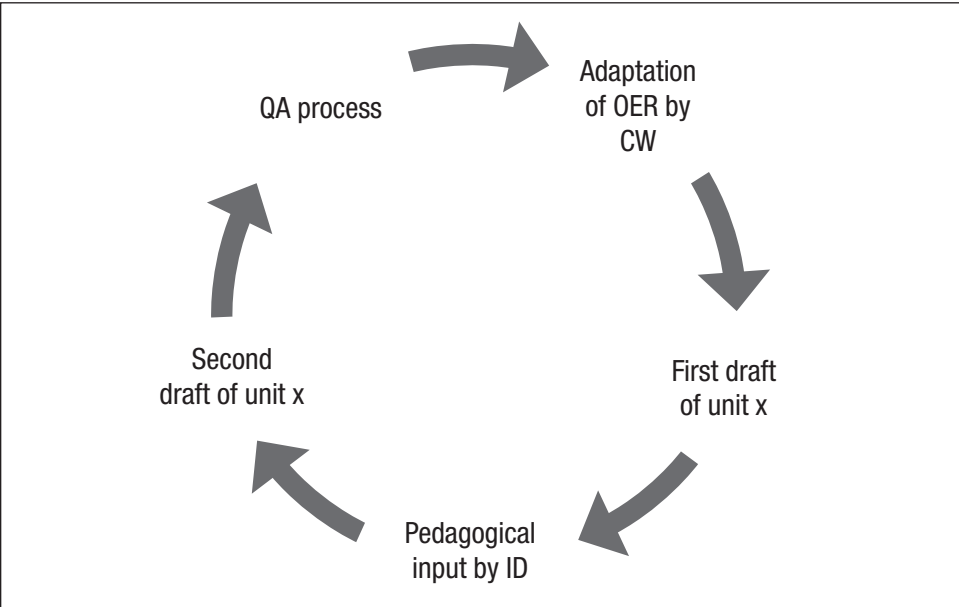 QA process
Adaptation
of OER by
CW
First draft
of unit x
Pedagogical
input by ID
Second
draft of unit x